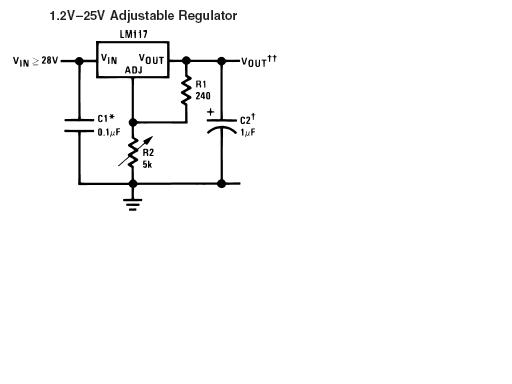 1.2V–25V Adjustable Regulator
LM117
VIN ≥ 28V
VIN
VOUT
ADJ
VOUT††
R1
240
C1*
0.1μF
+
C2†
1μF
R2
5k